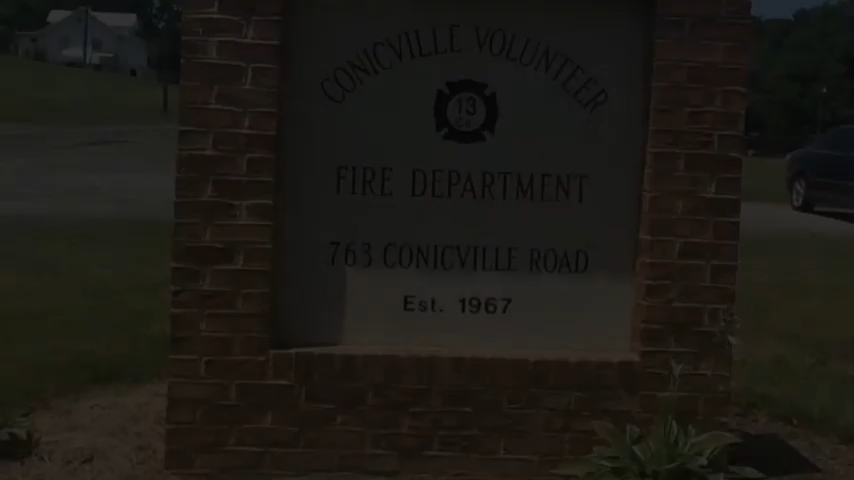 CONICVILLE VOLUNTEER
13
FIRE DEPARTMENT
763 CONICVILLE ROAD
Est. 1967